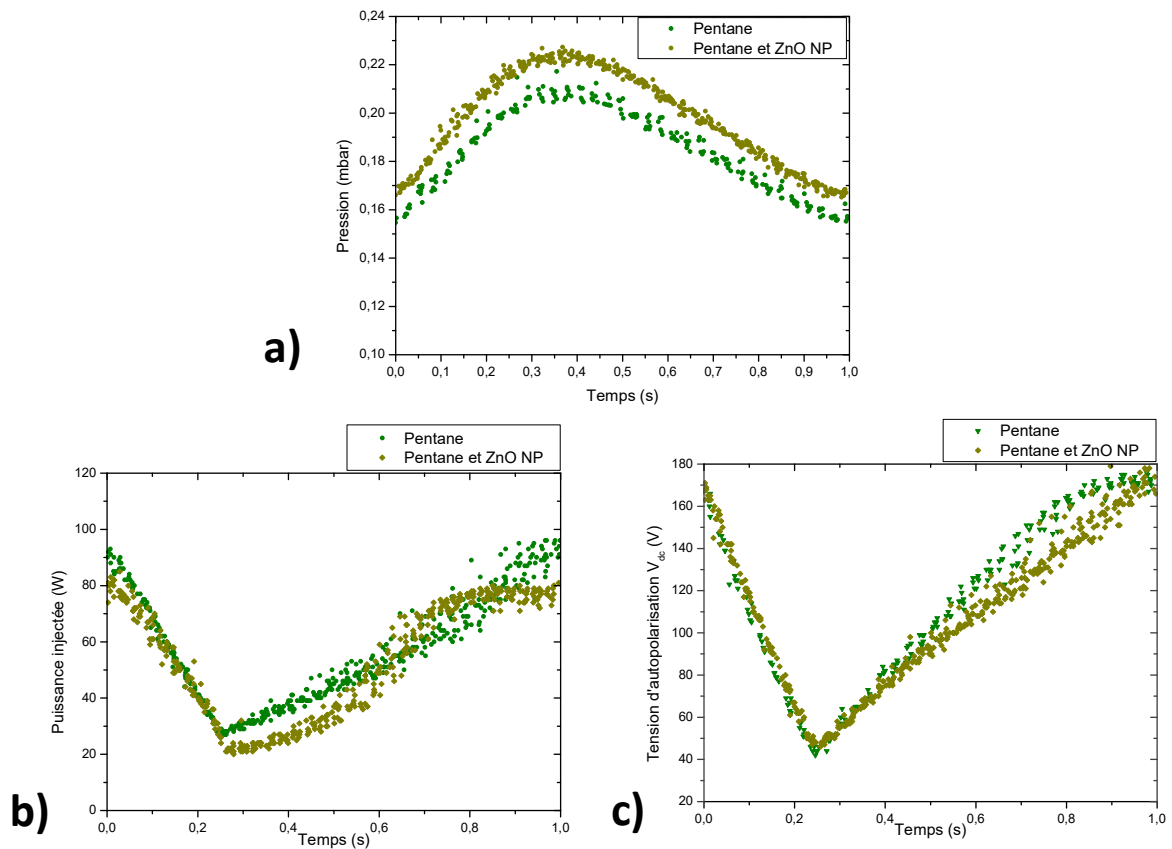 0,24
0,22
0,20
0,18
0,16
0,14
0,12
0,10
Pression (mbar)
Pentane
Pentane et ZnO NP
0,0 0,1 0,2 0,3 0,4 0,5 0,6 0,7 0,8 0,9 1,0
Temps (s)
a)
Pentane
Pentane et ZnO NP
120
100
80
60
40
20
0
Puissance injectée (W)
0,0 0,2 0,4 0,6 0,8 1,0
Temps (s)
b)
Pentane
Pentane et ZnO NP
180
160
140
120
100
80
60
40
20
Tension d'autopolarisation Vdc (V)
0,0 0,2 0,4 0,6 0,8 1,0
Temps (s)
c)